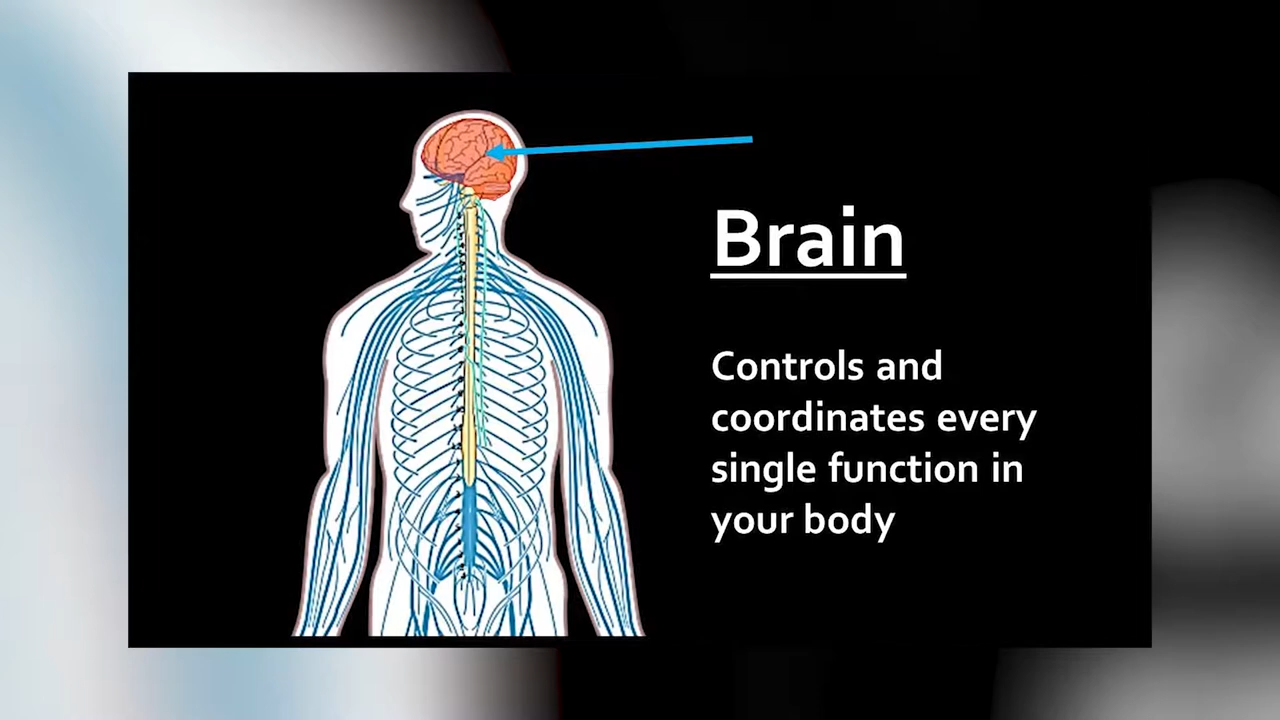 Brain
Controls and
coordinates every
single function in
your body